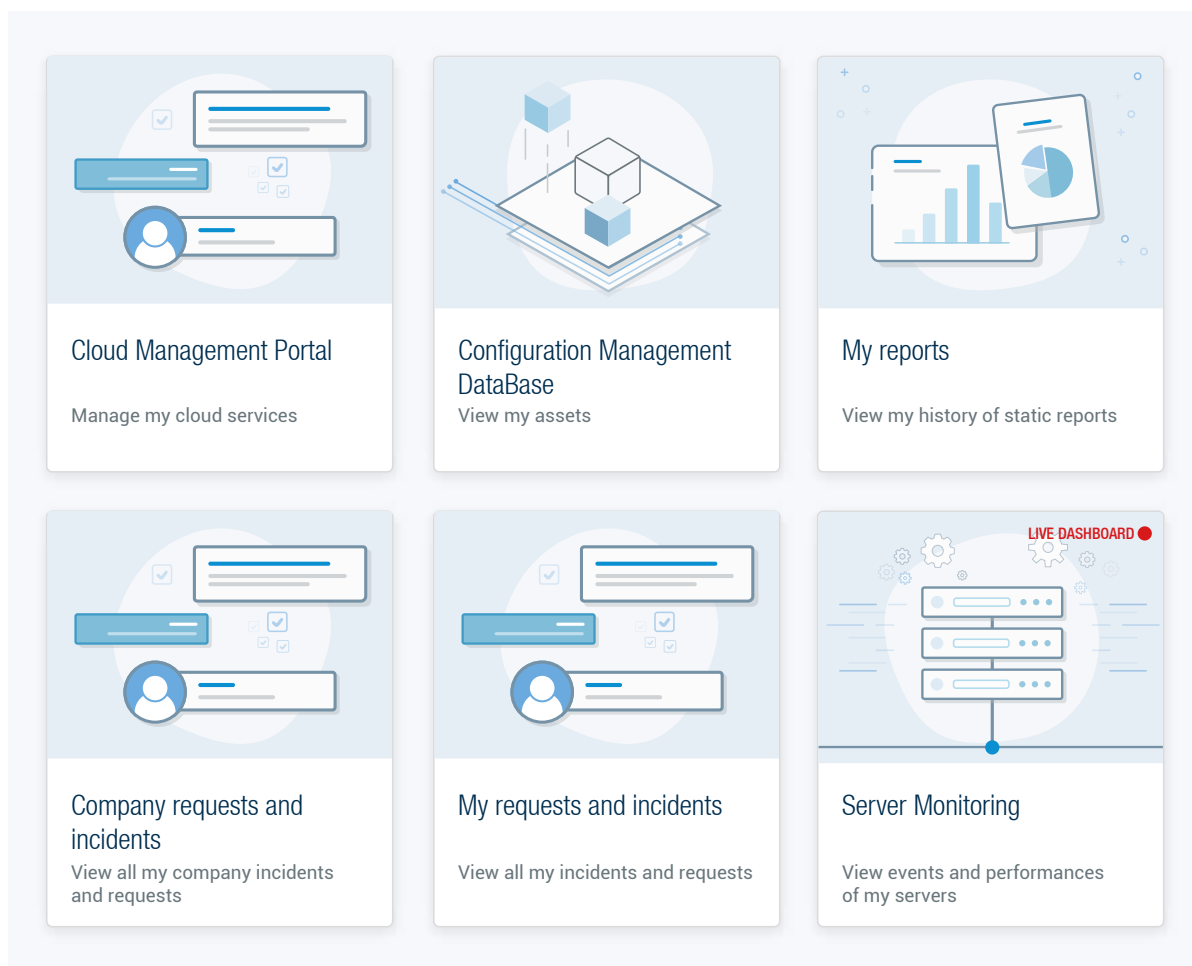 Cloud Management Portal
Manage my cloud services
Configuration Management
DataBase
View my assets
My reports
View my history of static reports
Company requests and
incidents
View all my company incidents
and requests
My requests and incidents
View all my incidents and requests
LIVE DASHBOARD
Server Monitoring
View events and performances
of my servers